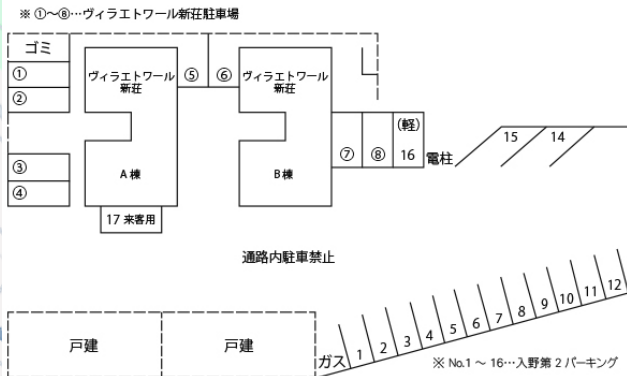 ※ ①～⑧…ヴィラエトワール新荘駐車場
ゴミ
①
②
③
④
ヴィラエトワール
新荘
A 棟
17 来客用
⑤
⑥
ヴィラエトワール
新荘
B 棟
⑦
⑧
(軽)
16
電柱
15
14
通路内駐車禁止
戸建
戸建
ガス
1
2
3
4
5
6
7
8
9
10
11
12
※ No.1 ～ 16…入野第 2 パーキング